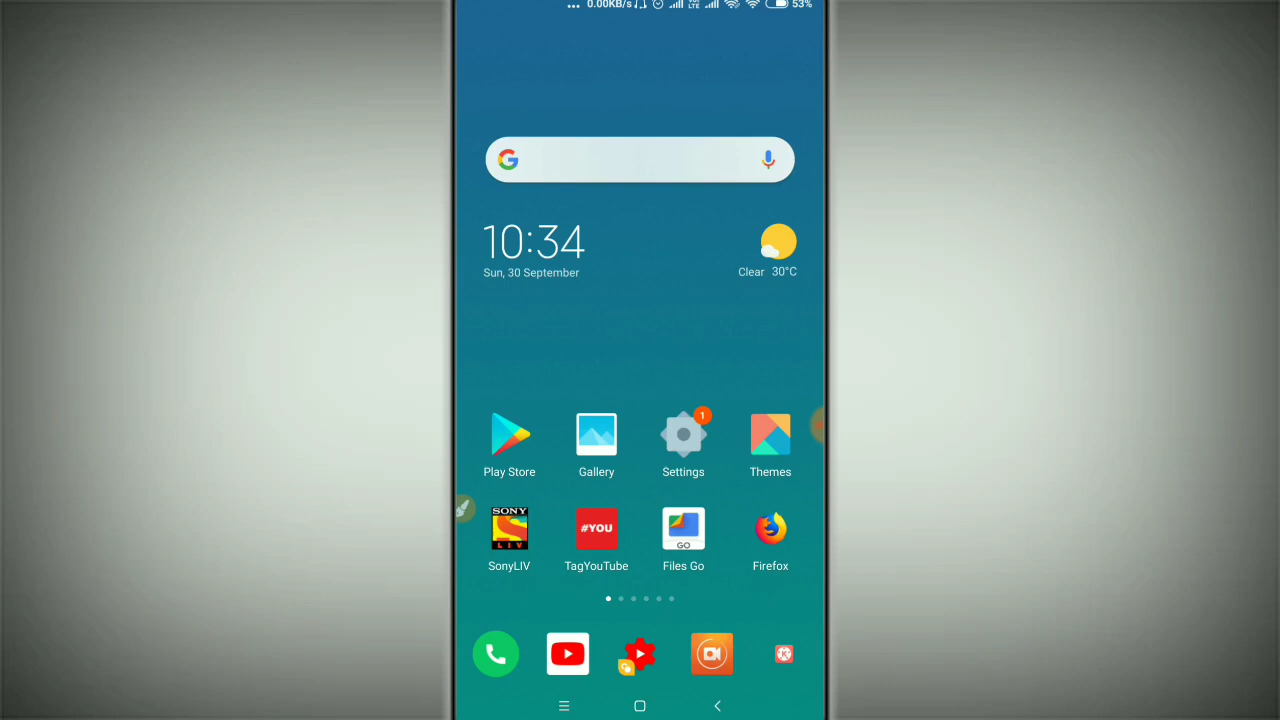 ... 0.00KB/s VoLTE 53%
10:34
Sun, 30 September
Clear 30°C
1
Play Store Gallery Settings Themes
SONY LIV #YOU GO
SonyLIV TagYouTube Files Go Firefox